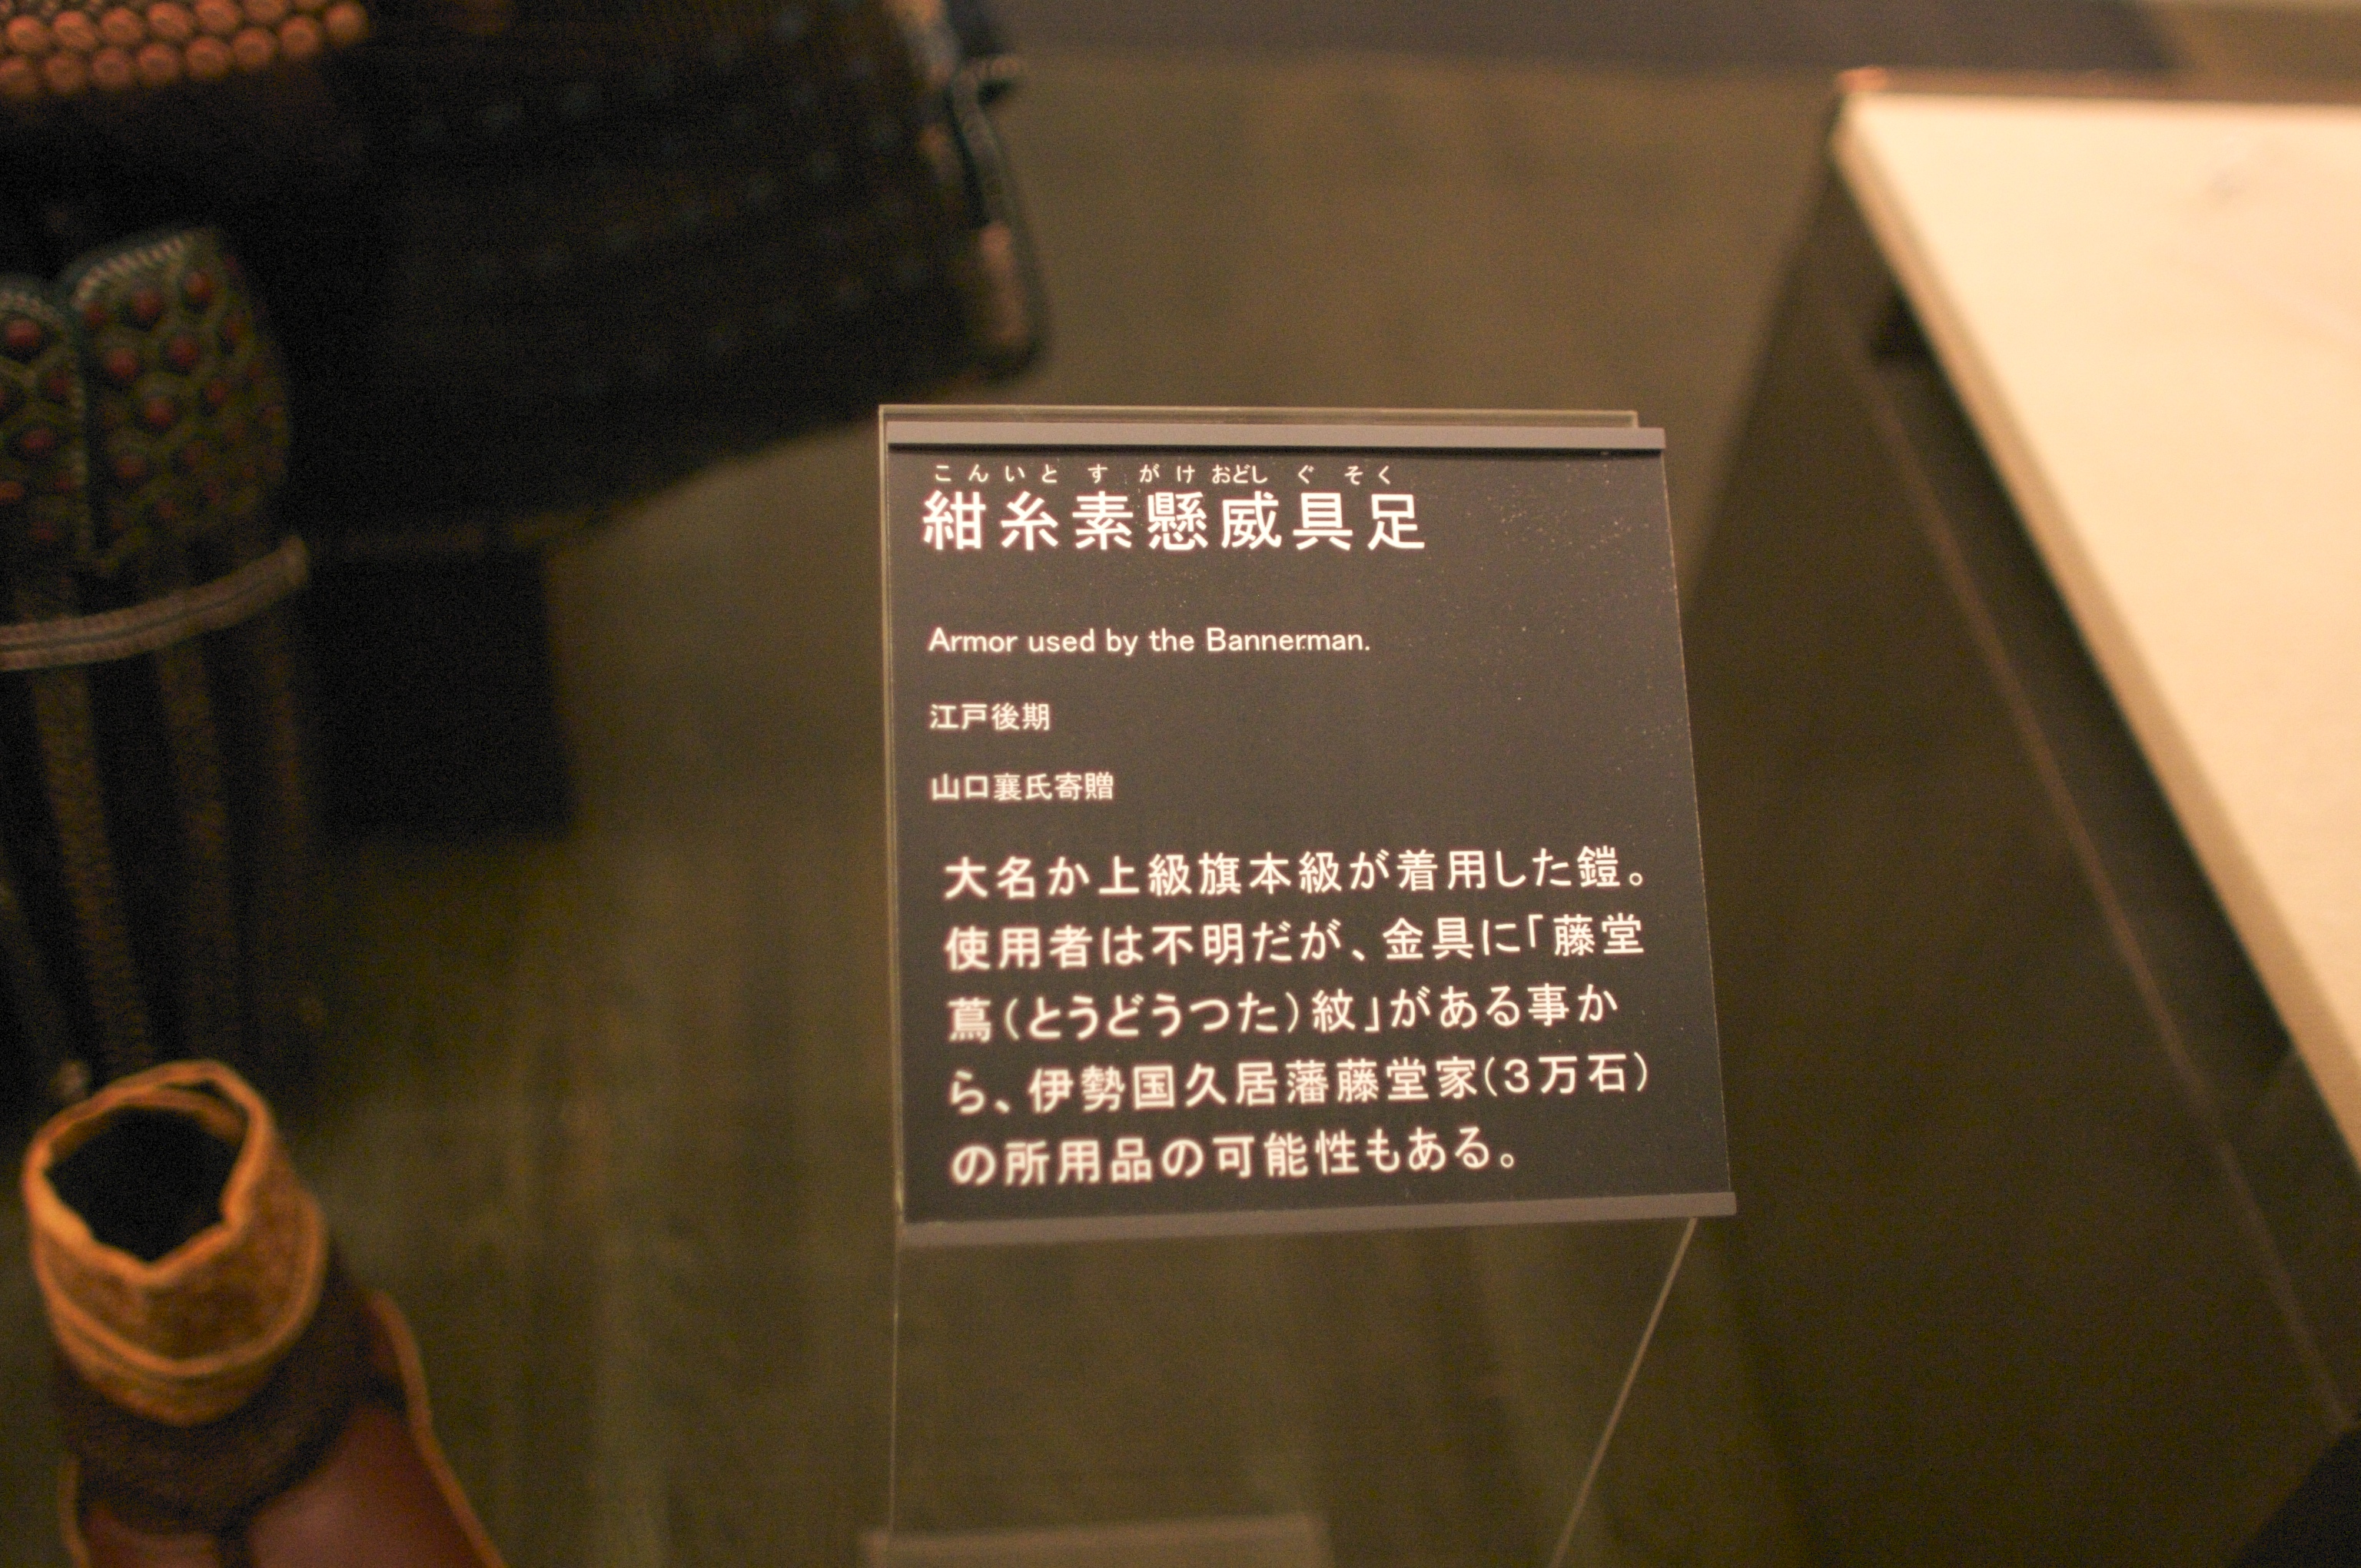 こんいとすがけおどしぐそく
紺糸素懸威具足
Armor used by the Bannerman.
江戸後期
山口襄氏寄贈
大名か上級旗本級が着用した鎧。
使用者は不明だが、金具に「藤堂
蔦(とうどうつた)紋」がある事か
ら、伊勢国久居藩藤堂家(3万石)
の所用品の可能性もある。